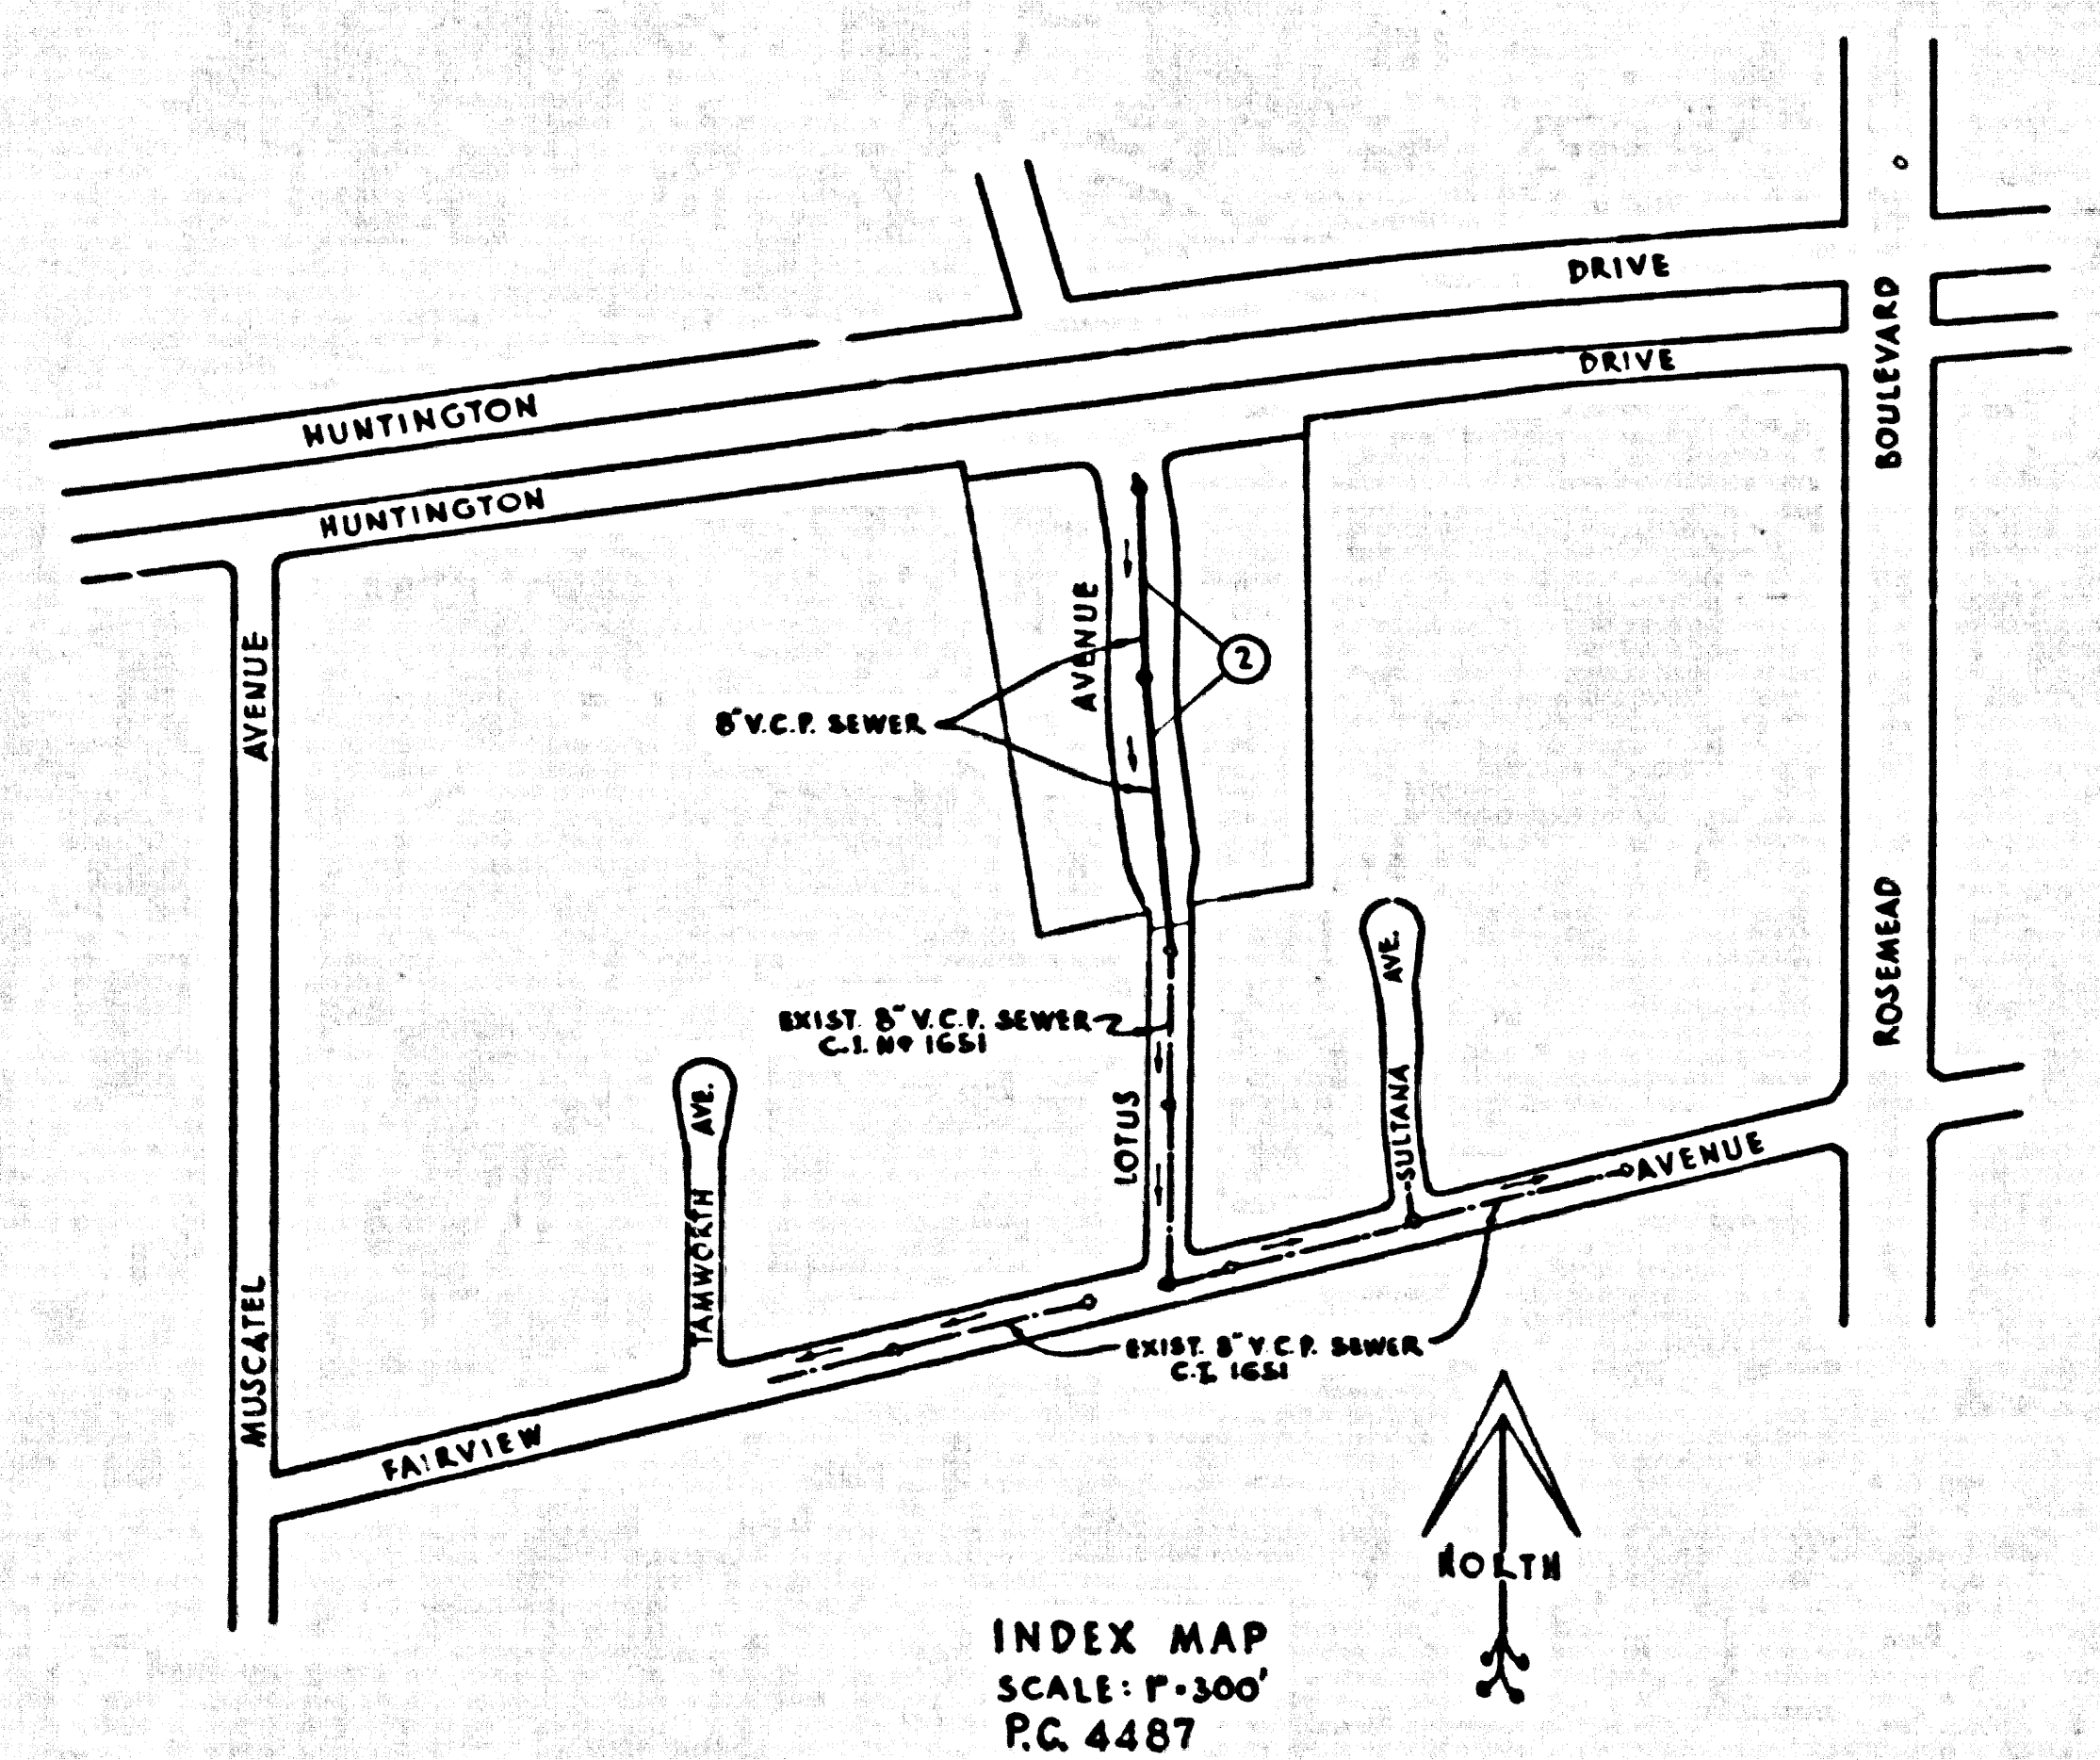 DRIVE
BOULEVARD
DRIVE
HUNTINGTON
HUNTINGTON
AVENUE
AVENUE
2
8" V.C.P. SEWER
ROSEMEAD
AVE.
EXIST. 8" V.C.P. SEWER
C.I. Nº 1651
LOTUS
SULTANA
AVE.
TAMWORTH
AVENUE
MUSCATEL
EXIST. 8" V.C.P. SEWER
C.I. 1651
FAIRVIEW
NORTH
INDEX MAP
SCALE: 1"=300'
P.C. 4487